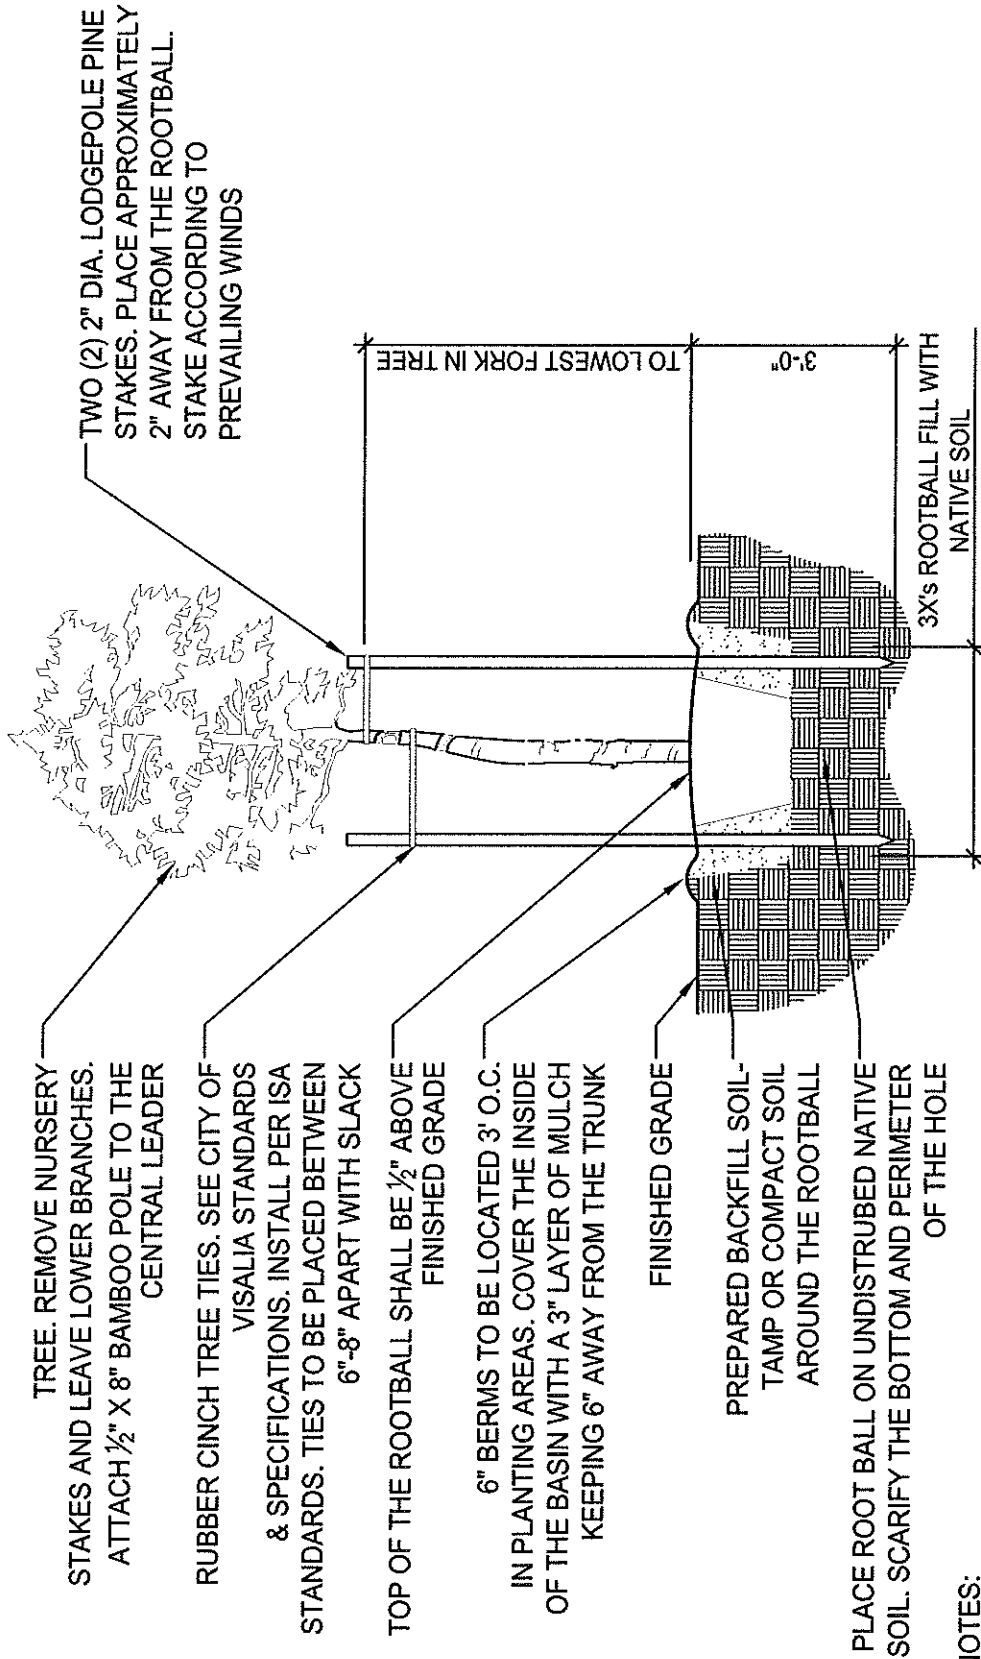 TREE. REMOVE NURSERY
STAKES AND LEAVE LOWER BRANCHES.
ATTACH ½" X 8" BAMBOO POLE TO THE
CENTRAL LEADER
RUBBER CINCH TREE TIES. SEE CITY OF
VISALIA STANDARDS
& SPECIFICATIONS. INSTALL PER ISA
STANDARDS. TIES TO BE PLACED BETWEEN
6"-8" APART WITH SLACK
TOP OF THE ROOTBALL SHALL BE ½" ABOVE
FINISHED GRADE
6" BERMS TO BE LOCATED 3' O.C.
IN PLANTING AREAS. COVER THE INSIDE
OF THE BASIN WITH A 3" LAYER OF MULCH
KEEPING 6" AWAY FROM THE TRUNK
FINISHED GRADE
PREPARED BACKFILL SOIL-
TAMP OR COMPACT SOIL
AROUND THE ROOTBALL
PLACE ROOT BALL ON UNDISTRUBED NATIVE
SOIL. SCARIFY THE BOTTOM AND PERIMETER
OF THE HOLE
TWO (2) 2" DIA. LODGEPOLE PINE
STAKES. PLACE APPROXIMATELY
2" AWAY FROM THE ROOTBALL.
STAKE ACCORDING TO
PREVAILING WINDS
TO LOWEST FORK IN TREE
3'-0"
3X's ROOTBALL FILL WITH
NATIVE SOIL
IOTES: